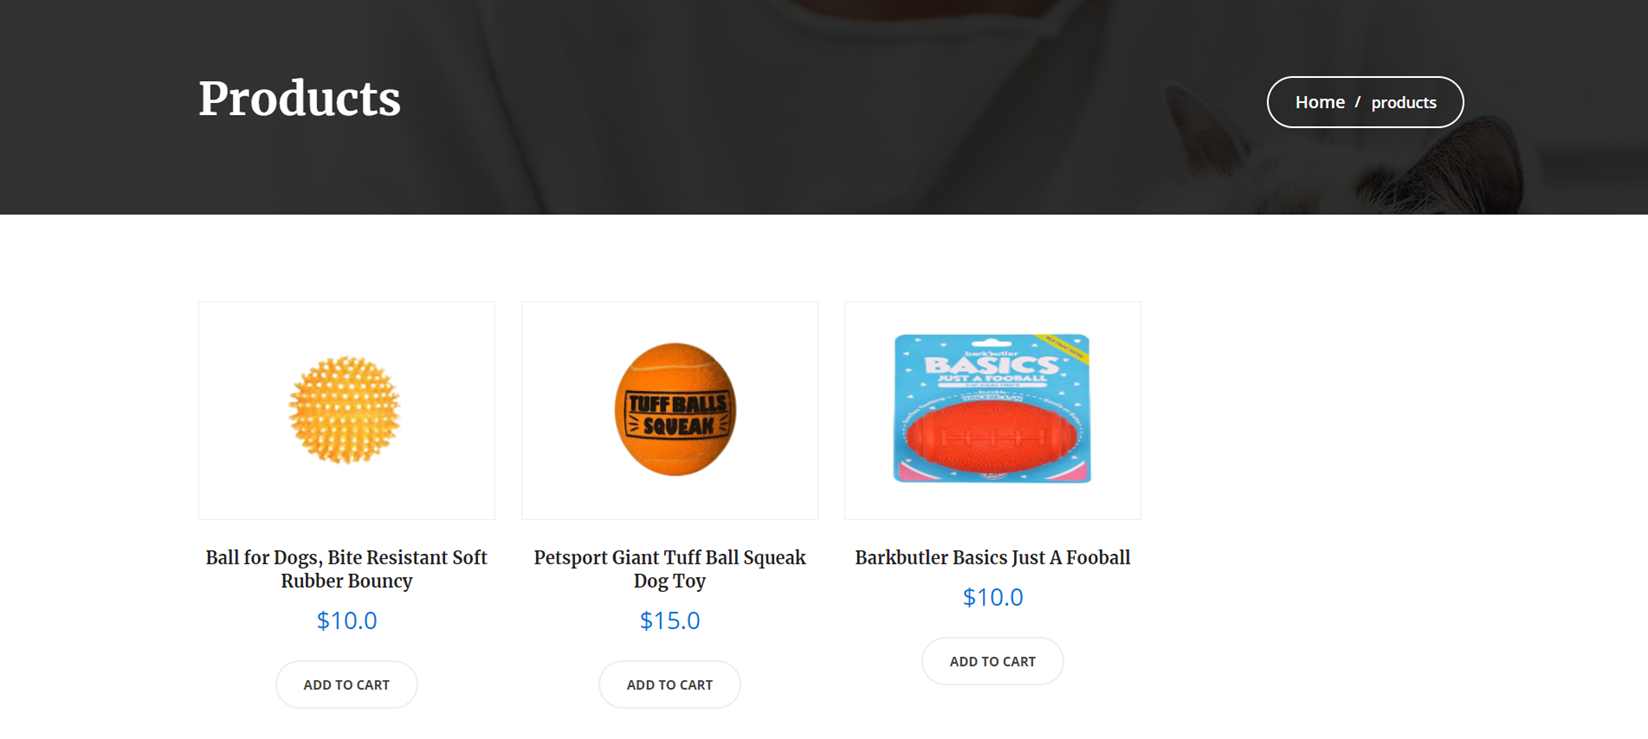 Products
Home / products
TUFF BALLS
SQUEAK
barkbutler
BASICS
JUST A FOOBALL
Ball for Dogs, Bite Resistant Soft
Rubber Bouncy
$10.0
ADD TO CART
Petsport Giant Tuff Ball Squeak
Dog Toy
$15.0
ADD TO CART
Barkbutler Basics Just A Fooball
$10.0
ADD TO CART